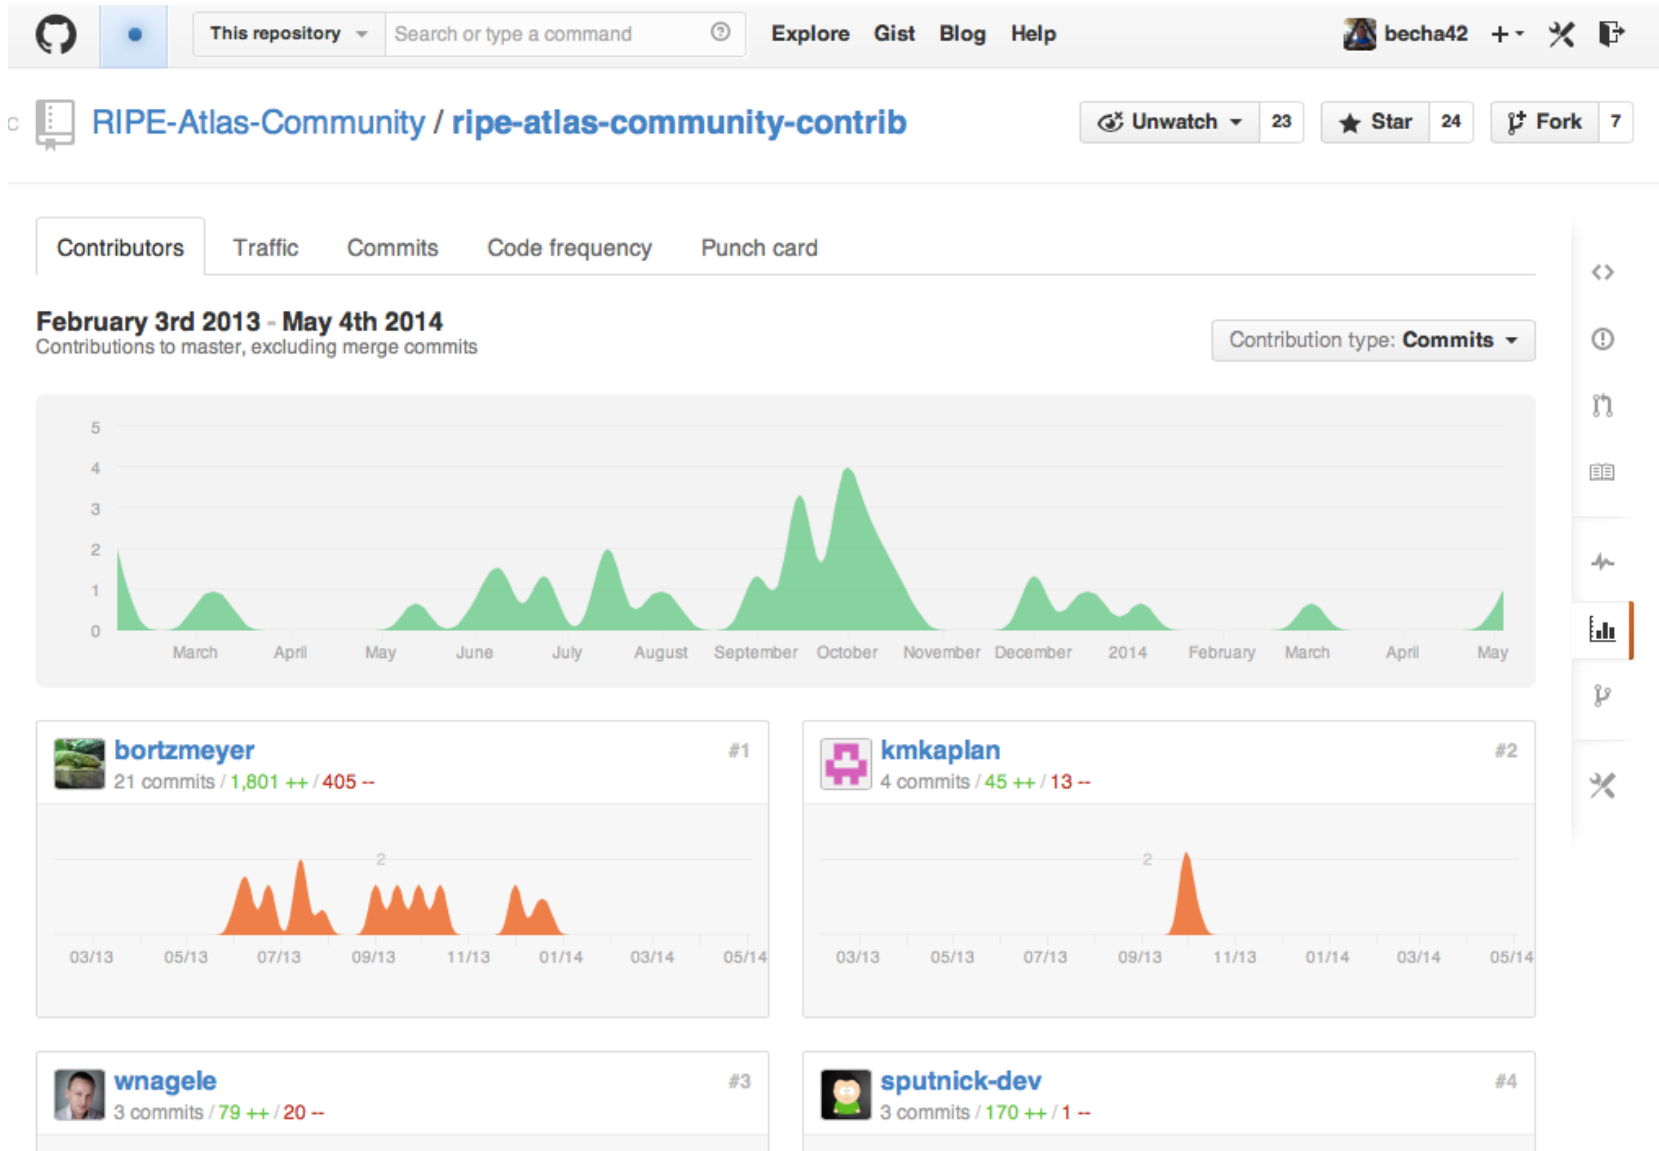 This repository Search or type a command Explore Gist Blog Help becha42
RIPE-Atlas-Community / ripe-atlas-community-contrib Unwatch 23 Star 24 Fork 7
Contributors Traffic Commits Code frequency Punch card
February 3rd 2013 - May 4th 2014
Contributions to master, excluding merge commits
Contribution type: Commits
5
4
3
2
1
0
March April May June July August September October November December 2014 February March April May
bortzmeyer #1
21 commits / 1,801 ++ / 405 --
2
03/13 05/13 07/13 09/13 11/13 01/14 03/14 05/14
kmkaplan #2
4 commits / 45 ++ / 13 --
2
03/13 05/13 07/13 09/13 11/13 01/14 03/14 05/14
wnagele #3
3 commits / 79 ++ / 20 --
sputnick-dev #4
3 commits / 170 ++ / 1 --